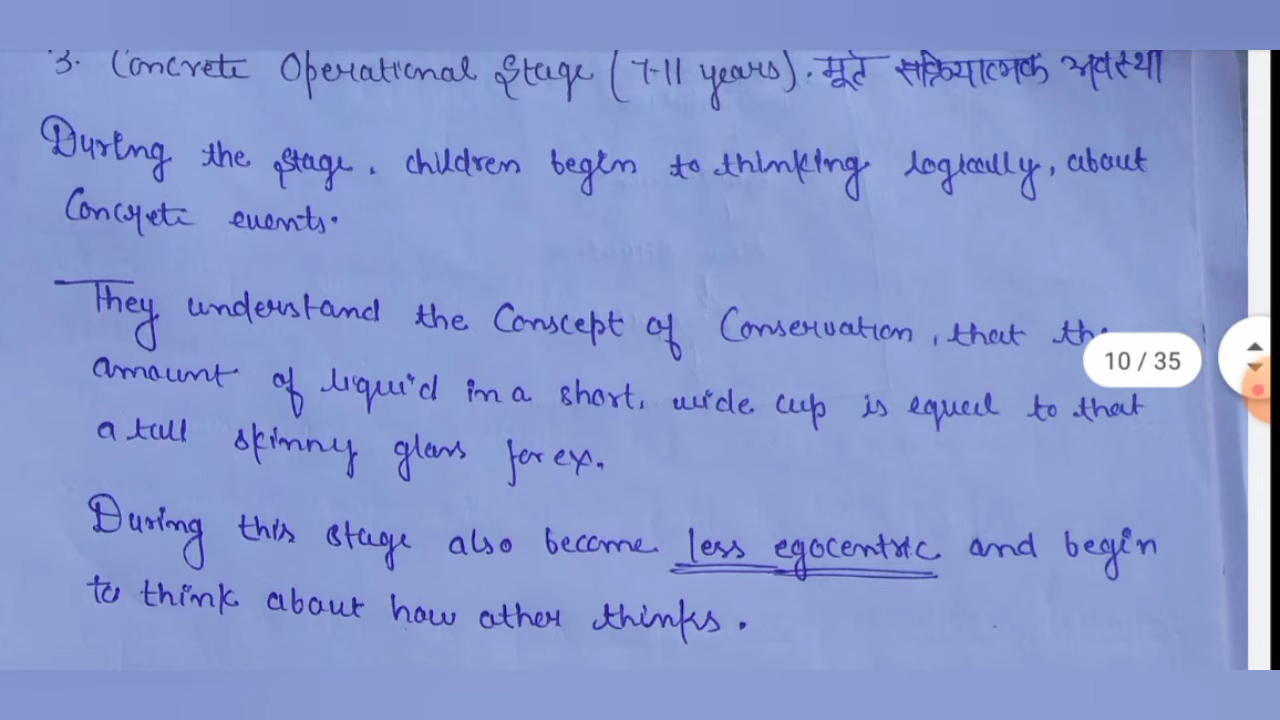 3. Concrete Operational Stage (7-11 years). मूर्त सक्रियात्मक अवस्था
During the stage, children begin to thinking logically, about
Concrete events.
They understand the Conscept of Conservation, that the
10 / 35
amount of liquid in a short, wide cup is equal to that
a tall skinny glass for ex.
During this stage also become less egocentric and begin
to think about how other thinks.